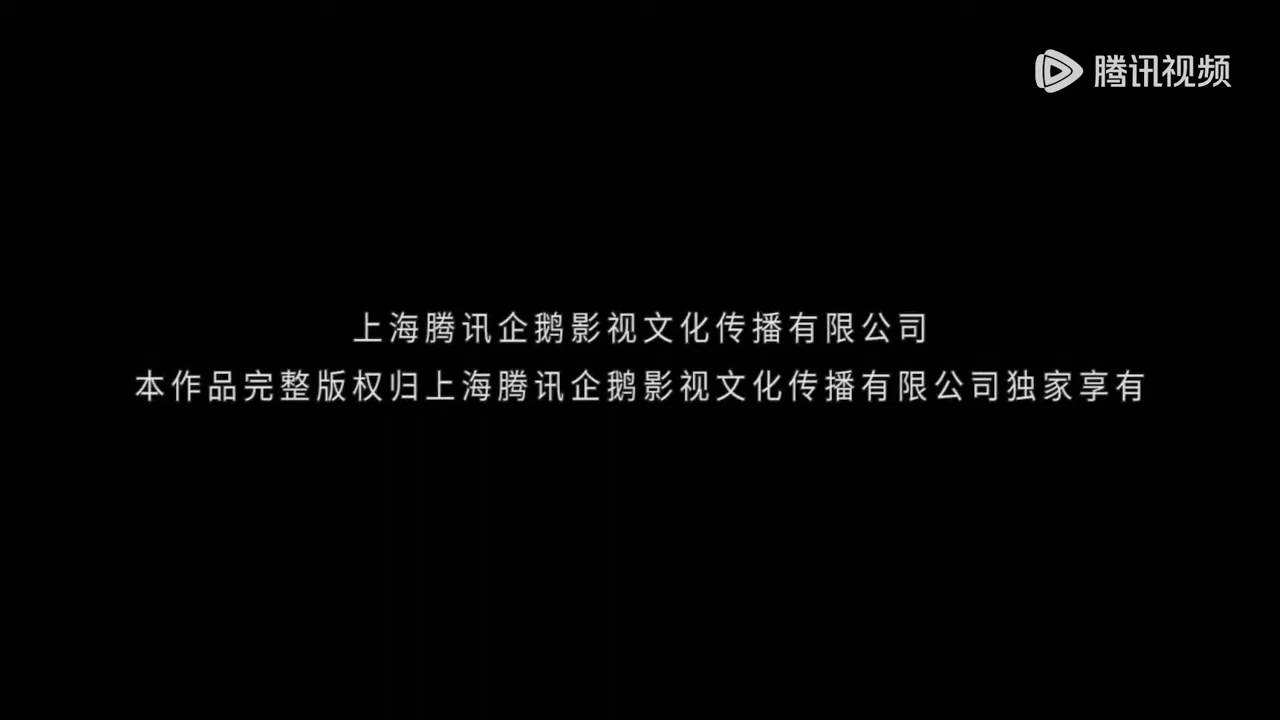 腾讯视频
上海腾讯企鹅影视文化传播有限公司
本作品完整版权归上海腾讯企鹅影视文化传播有限公司独家享有